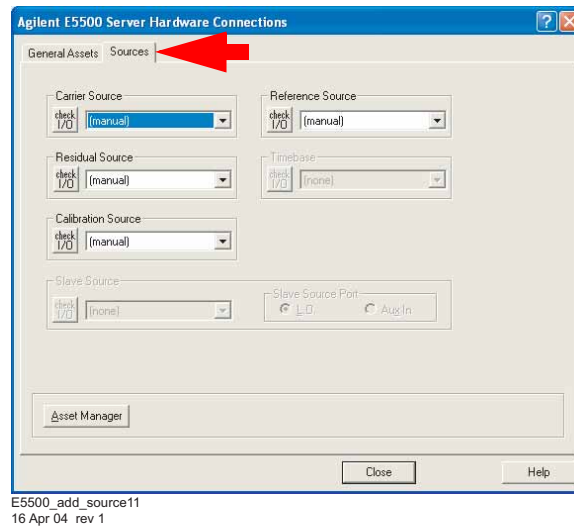 Agilent E5500 Server Hardware Connections
General Assets Sources
Carrier Source
check I/O (manual)
Reference Source
check I/O (manual)
Residual Source
check I/O (manual)
Timebase
check I/O (none)
Calibration Source
check I/O (manual)
Slave Source
check I/O (none)
Slave Source Port
L.O. Aux In
Asset Manager
Close Help
E5500_add_source11
16 Apr 04 rev 1